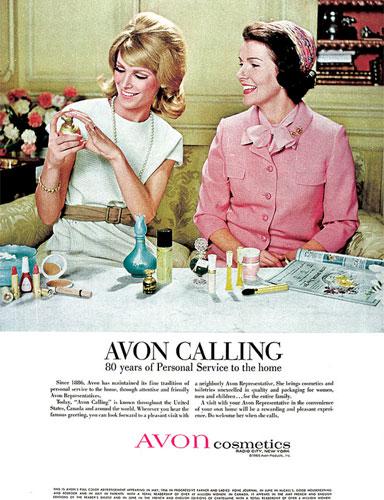 AVON CALLING
80 years of Personal Service to the home
Since 1886, Avon has maintained its fine tradition of
personal service to the home, through attentive and friendly
Avon Representatives.
Today, "Avon Calling" is known throughout the United
States, Canada and around the world. Wherever you hear the
famous greeting, you can look forward to a pleasant visit with
a neighborly Avon Representative. She brings cosmetics and
toiletries unexcelled in quality and packaging for women,
men and children . . . for the entire family.
A visit with your Avon Representative in the convenience
of your own home will be a rewarding and pleasant experi-
ence. Do welcome her when she calls.
AVON cosmetics
RADIO CITY, NEW YORK